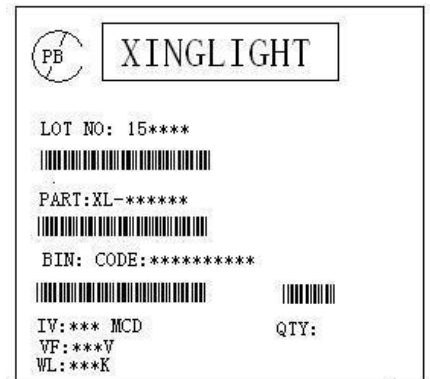 PB
XINGLIGHT
LOT NO: 15****
PART:XL-******
BIN: CODE:**********
IV:*** MCD
QTY:
VF:***V
WL:***K